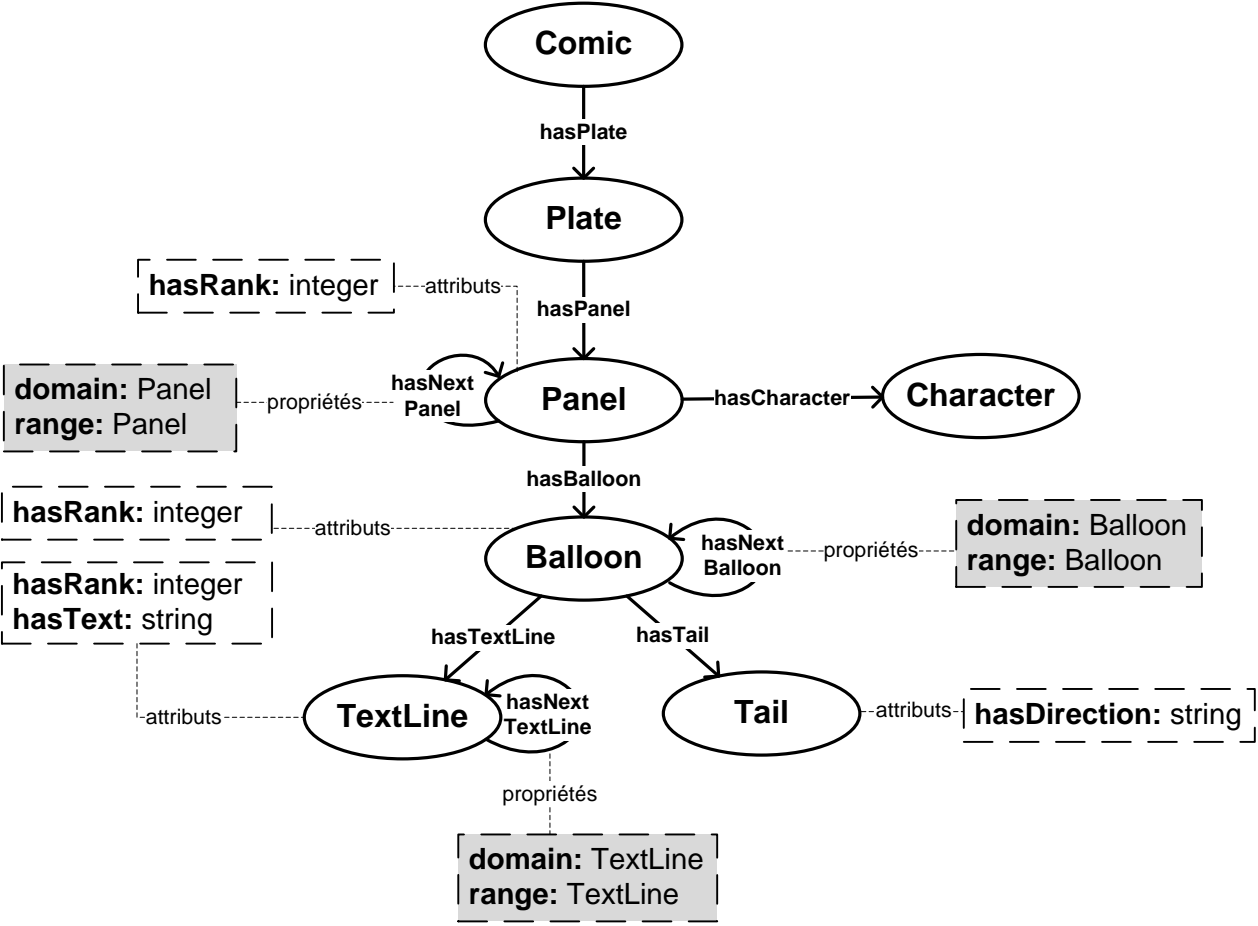 Comic
hasPlate
Plate
hasRank: integer
attributs
hasPanel
domain: Panel
range: Panel
propriétés
hasNext
Panel
Panel
hasCharacter
Character
hasBalloon
hasRank: integer
attributs
Balloon
hasNext
Balloon
propriétés
domain: Balloon
range: Balloon
hasRank: integer
hasText: string
hasTextLine
hasTail
attributs
TextLine
hasNext
TextLine
Tail
attributs
hasDirection: string
propriétés
domain: TextLine
range: TextLine